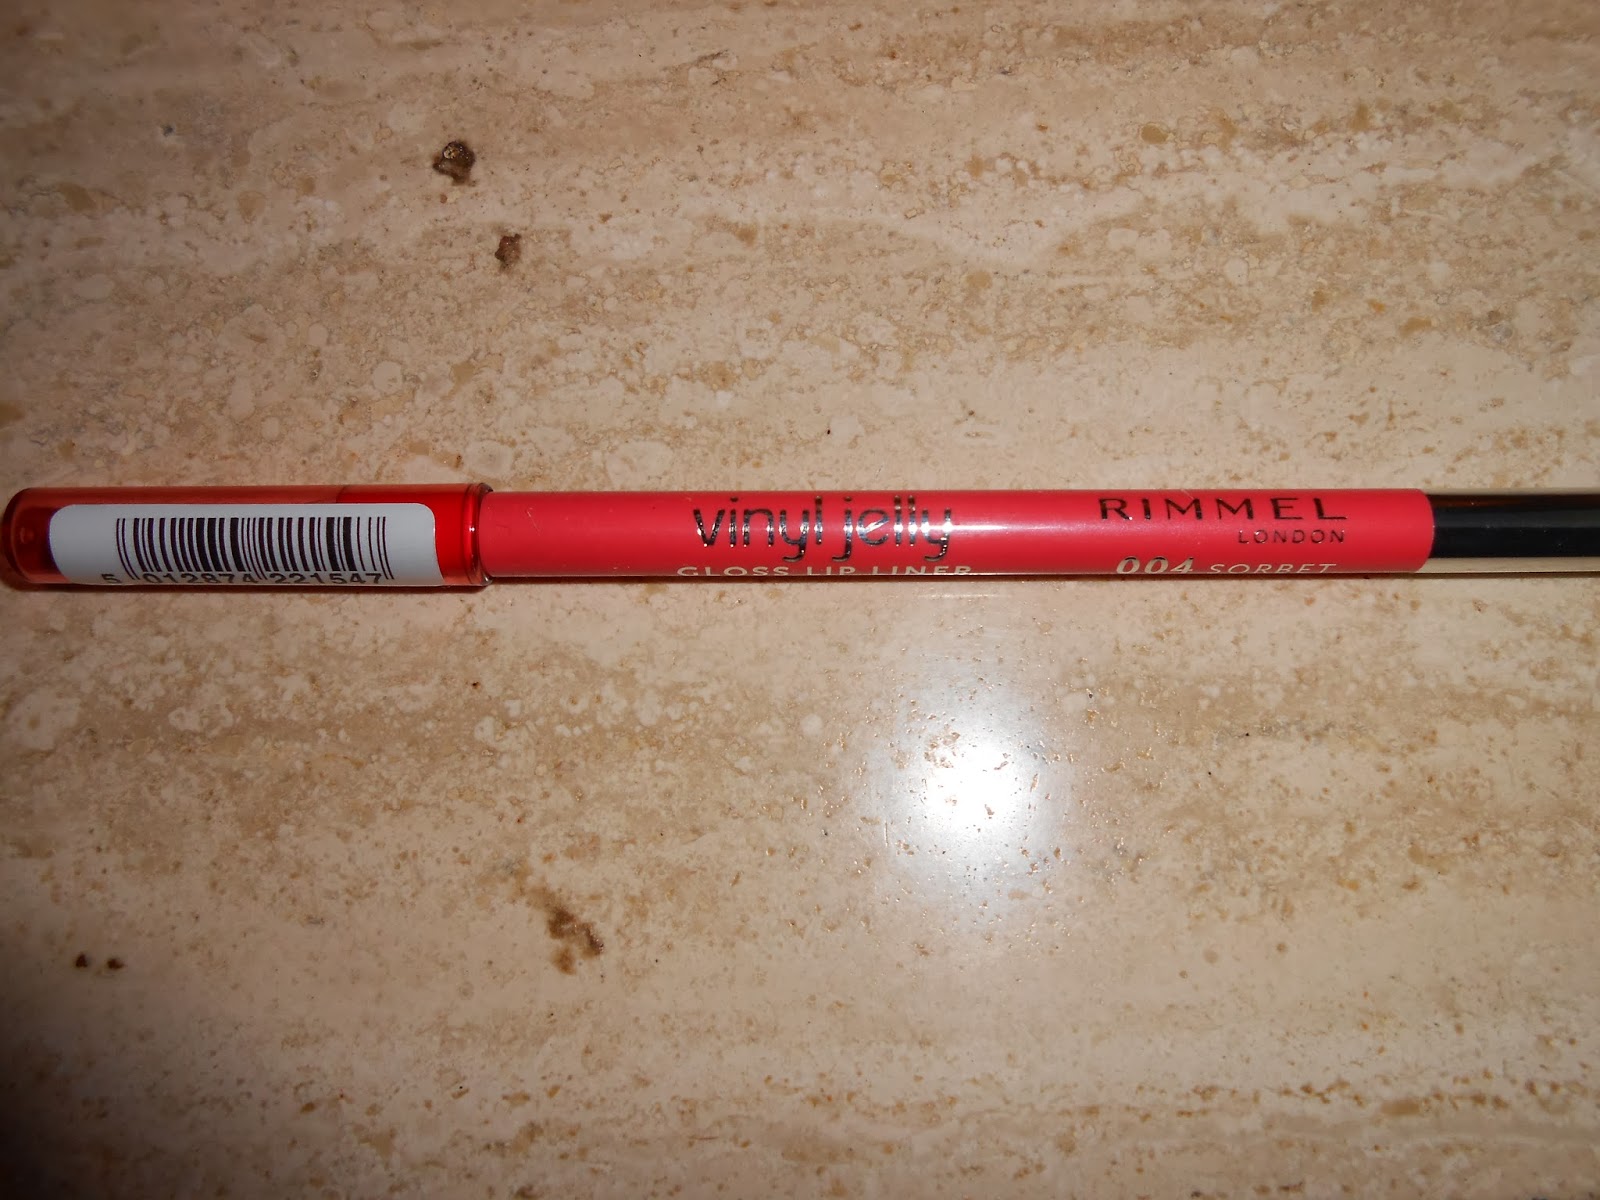 5 012874 221547
vinyl jelly
GLOSS LIP LINER
RIMMEL
LONDON
004 SORBET